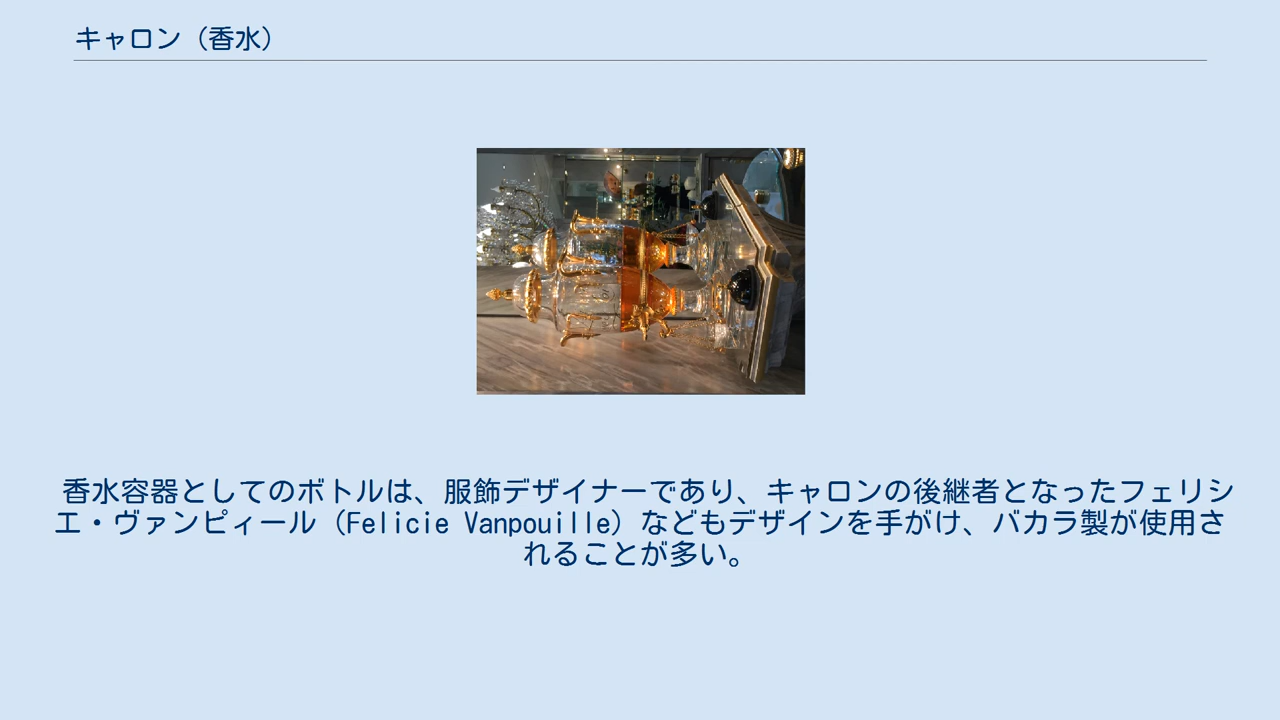 キャロン（香水）
香水容器としてのボトルは、服飾デザイナーであり、キャロンの後継者となったフェリシ
エ・ヴァンピィール（Felicie Vanpouille）などもデザインを手がけ、バカラ製が使用さ
れることが多い。